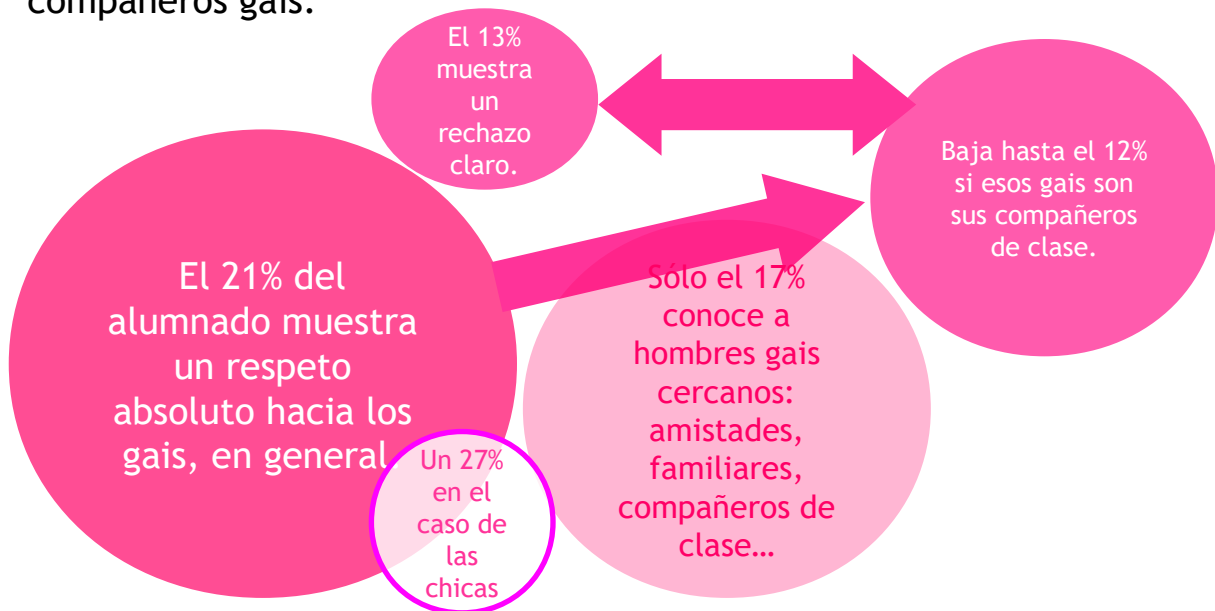 compañeros gais.
El 13%
muestra
un
rechazo
claro.
Baja hasta el 12%
si esos gais son
sus compañeros
de clase.
El 21% del
alumnado muestra
un respeto
absoluto hacia los
gais, en general.
Sólo el 17%
conoce a
hombres gais
cercanos:
amistades,
familiares,
compañeros de
clase…
Un 27%
en el
caso de
las
chicas